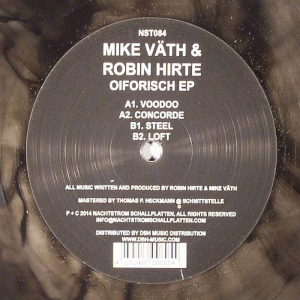 NST084
MIKE VÄTH &
ROBIN HIRTE
OIFORISCH EP
A1. VOODOO
A2. CONCORDE
B1. STEEL
B2. LOFT
ALL MUSIC WRITTEN AND PRODUCED BY ROBIN HIRTE & MIKE VÄTH
MASTERED BY THOMAS P. HECKMANN @ SCHNITTSTELLE
P + C 2014 NACHTSTROM SCHALLPLATTEN, ALL RIGHTS RESERVED
INFO@NACHTSTROMSCHALLPLATTEN.COM
DISTRIBUTED BY DBH MUSIC DISTRIBUTION
WWW.DBH-MUSIC.COM